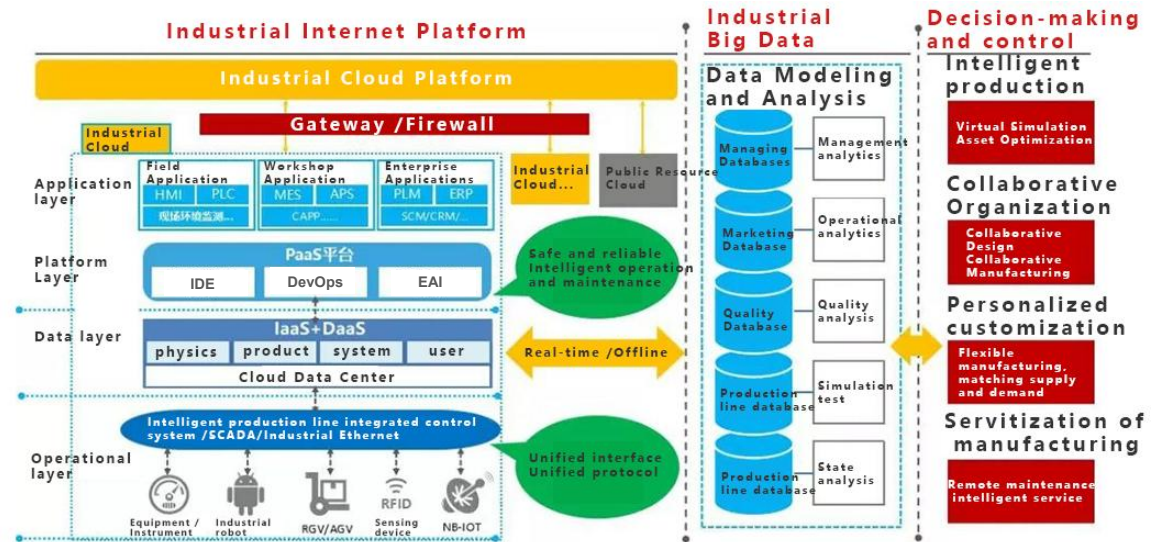 Industrial Internet Platform
Industrial
Big Data
Decision-making
and control
Industrial Cloud Platform
Gateway /Firewall
Industrial
Cloud
Application
layer
Field
Application
HMI
PLC
现场环境监测...
Workshop
Application
MES
APS
CAPP......
Enterprise
Applications
PLM
ERP
SCM/CRM/...
Industrial
Cloud...
Public Resource
Cloud
Platform
Layer
PaaS平台
IDE
DevOps
EAI
Safe and reliable
Intelligent operation
and maintenance
Data layer
IaaS+DaaS
physics
product
system
user
Cloud Data Center
Real-time /Offline
Operational
layer
Intelligent production line integrated control
system /SCADA/Industrial Ethernet
Unified interface
Unified protocol
Equipment /
Instrument
Industrial
robot
RGV/AGV
RFID
Sensing
device
NB-IOT
Data Modeling
and Analysis
Managing
Databases
Management
analytics
Marketing
Database
Operational
analytics
Quality
Database
Quality
analysis
Production
line database
Simulation
test
Production
line database
State
analysis
Intelligent
production
Virtual Simulation
Asset Optimization
Collaborative
Organization
Collaborative
Design
Collaborative
Manufacturing
Personalized
customization
Flexible
manufacturing,
matching supply
and demand
Servitization of
manufacturing
Remote maintenance
intelligent service